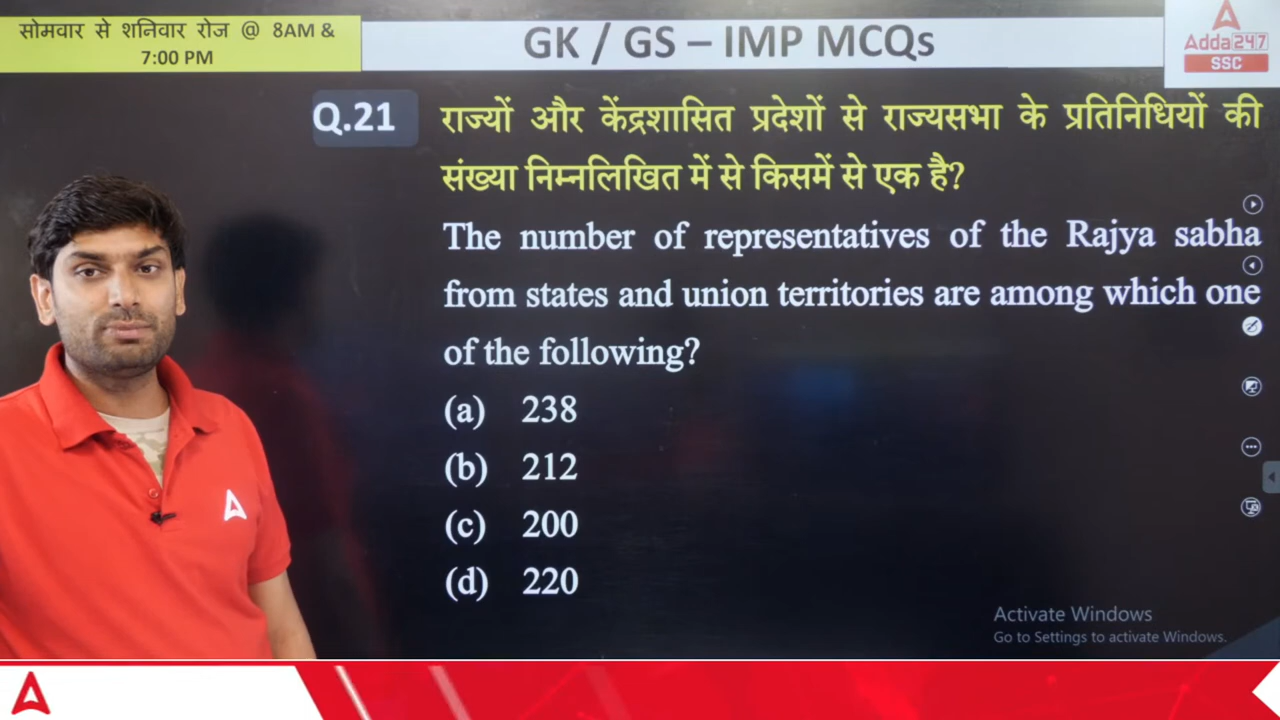 सोमवार से शनिवार रोज @ 8AM &
7:00 PM
GK / GS – IMP MCQs
Adda247
SSC
Q.21
राज्यों और केंद्रशासित प्रदेशों से राज्यसभा के प्रतिनिधियों की
संख्या निम्नलिखित में से किसमें से एक है?
The number of representatives of the Rajya sabha
from states and union territories are among which one
of the following?
(a) 238
(b) 212
(c) 200
(d) 220
Activate Windows
Go to Settings to activate Windows.